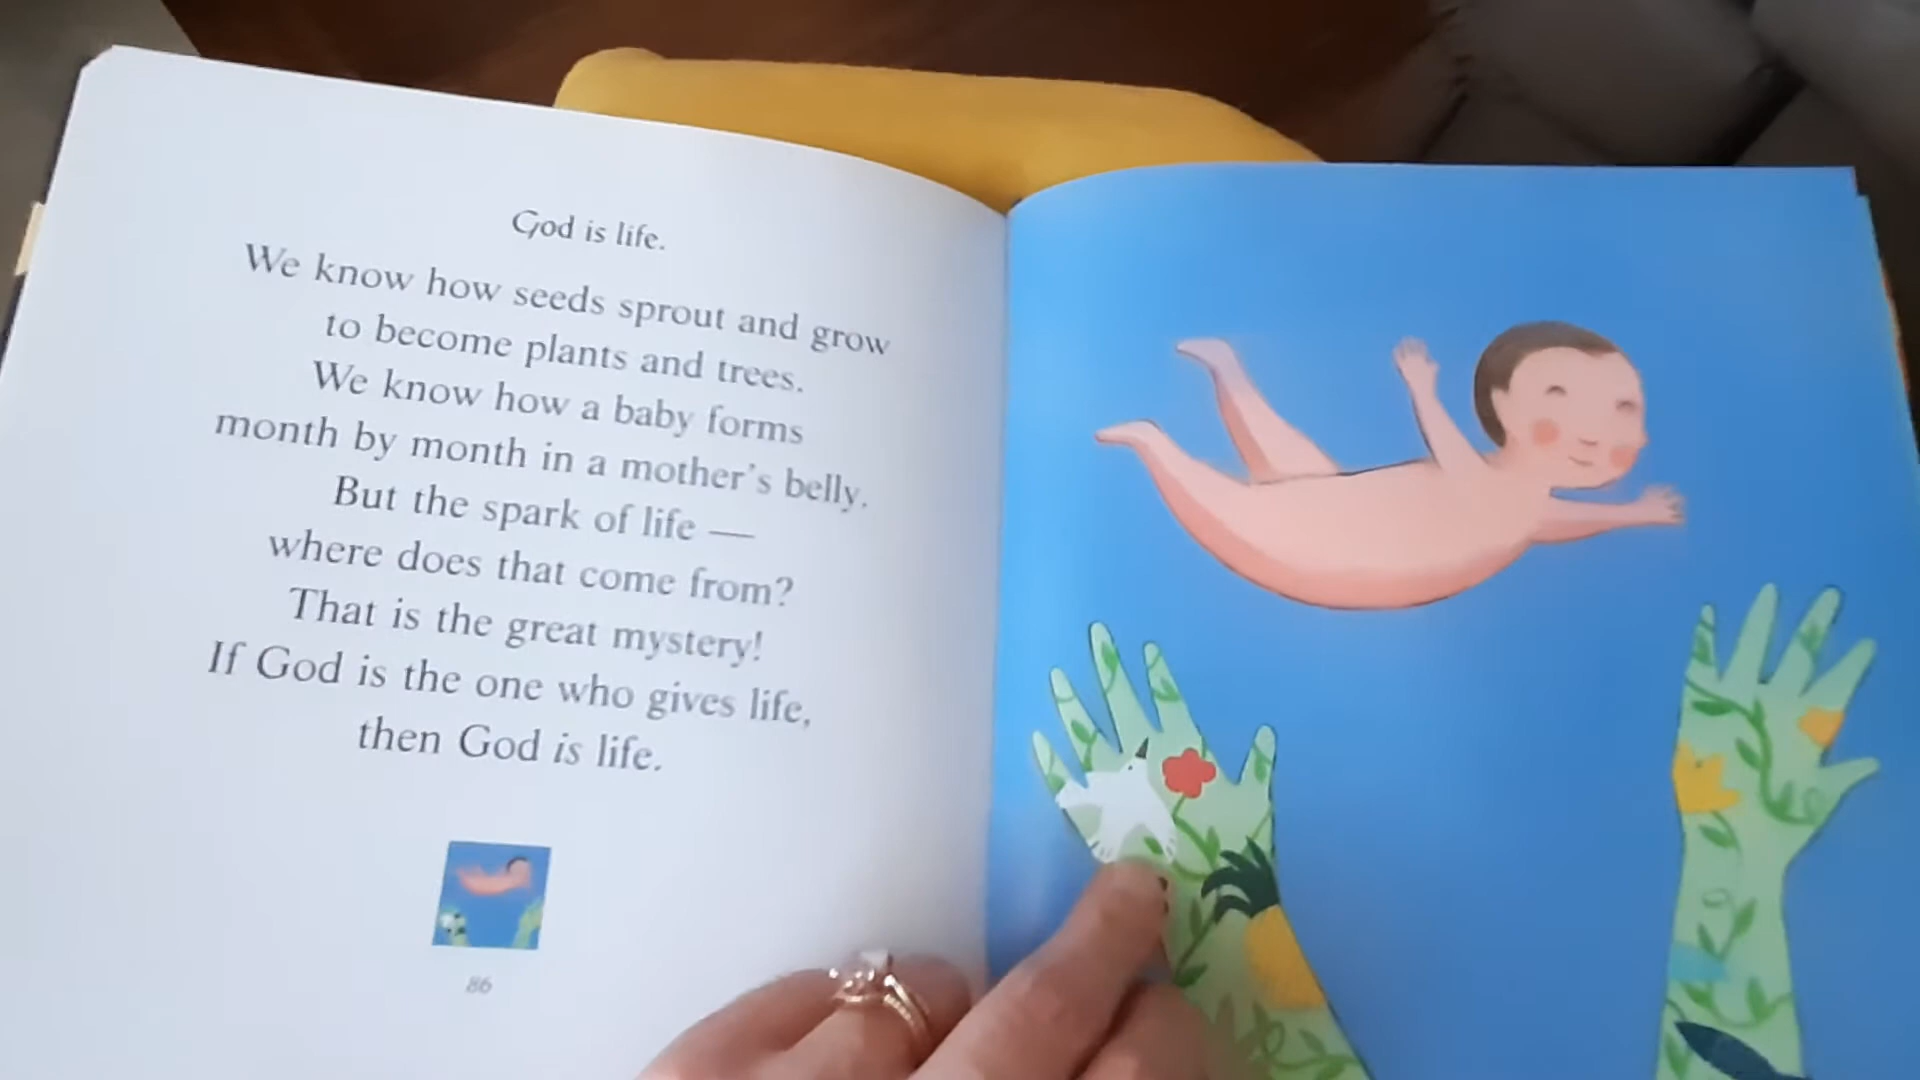 God is life.
We know how seeds sprout and grow
to become plants and trees.
We know how a baby forms
month by month in a mother's belly.
But the spark of life —
where does that come from?
That is the great mystery!
If God is the one who gives life,
then God is life.
86